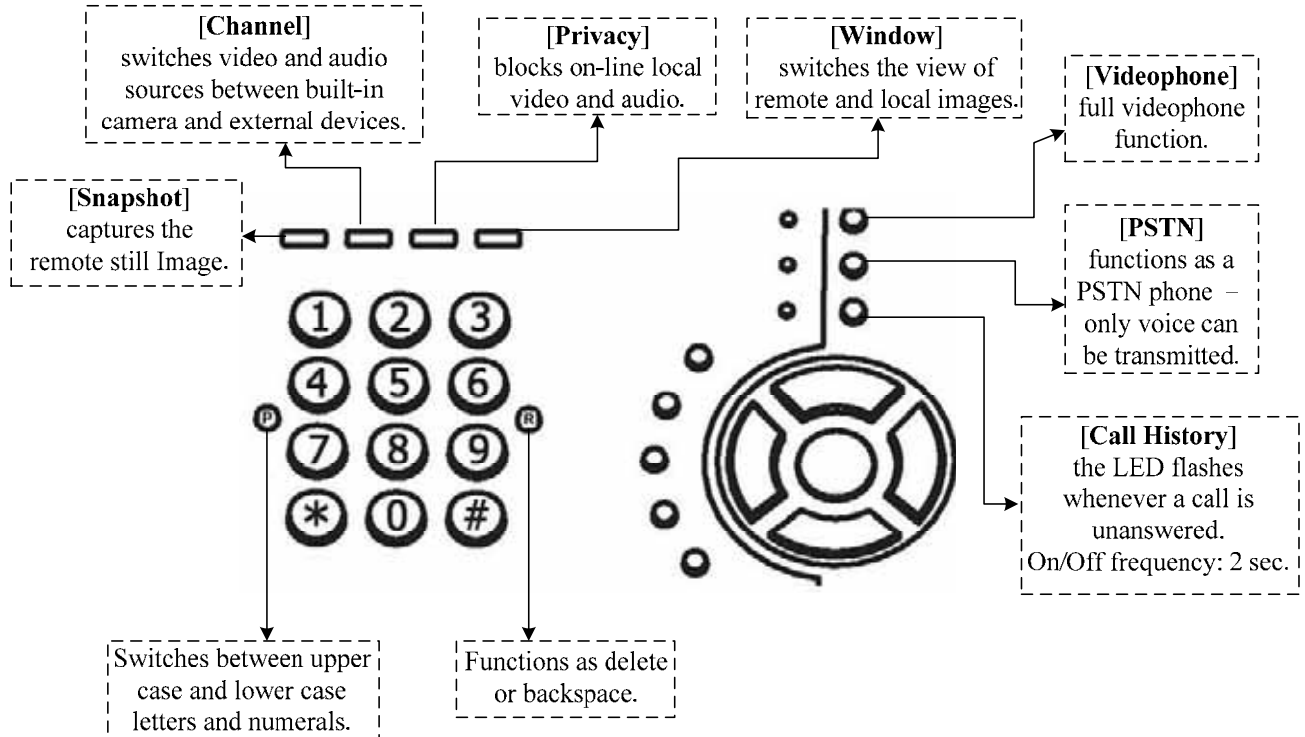 [Channel]
switches video and audio
sources between built-in
camera and external devices.
[Privacy]
blocks on-line local
video and audio.
[Window]
switches the view of
remote and local images.
[Videophone]
full videophone
function.
[Snapshot]
captures the
remote still Image.
[PSTN]
functions as a
PSTN phone –
only voice can
be transmitted.
1 2 3
4 5 6
P R
7 8 9
* 0 #
[Call History]
the LED flashes
whenever a call is
unanswered.
On/Off frequency: 2 sec.
Switches between upper
case and lower case
letters and numerals.
Functions as delete
or backspace.